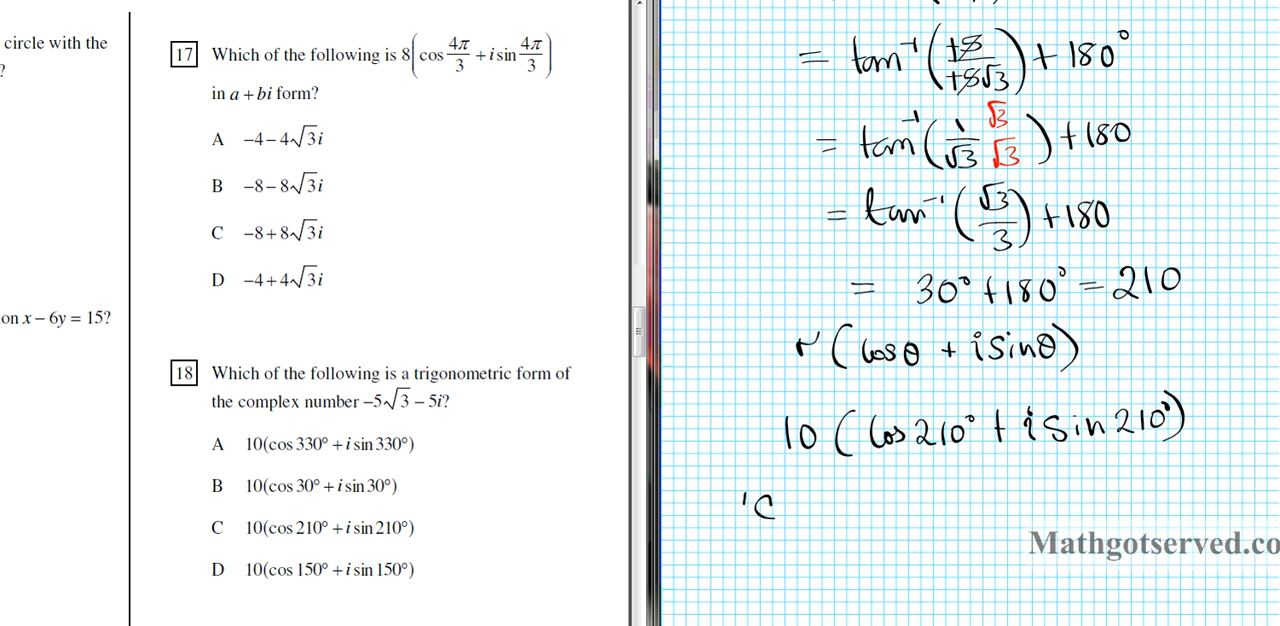 circle with the
?
on x – 6y = 15?
17 Which of the following is 8(cos 4π/3 + i sin 4π/3)
in a + bi form?
A −4−4√3i
B −8−8√3i
C −8+8√3i
D −4+4√3i
18 Which of the following is a trigonometric form of
the complex number −5√3 − 5i?
A 10(cos 330° + i sin 330°)
B 10(cos 30° + i sin 30°)
C 10(cos 210° + i sin 210°)
D 10(cos 150° + i sin 150°)
= tan⁻¹(+5/+5√3) + 180°
= tan⁻¹(1/√3 √3/√3) + 180
= tan⁻¹(√3/3) + 180
= 30° + 180° = 210
r(cosθ + i sinθ)
10(cos 210° + i sin 210°)
'C
Mathgotserved.co